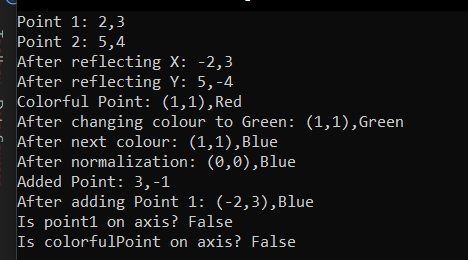 Point 1: 2,3
Point 2: 5,4
After reflecting X: -2,3
After reflecting Y: 5,-4
Colorful Point: (1,1),Red
After changing colour to Green: (1,1),Green
After next colour: (1,1),Blue
After normalization: (0,0),Blue
Added Point: 3,-1
After adding Point 1: (-2,3),Blue
Is point1 on axis? False
Is colorfulPoint on axis? False